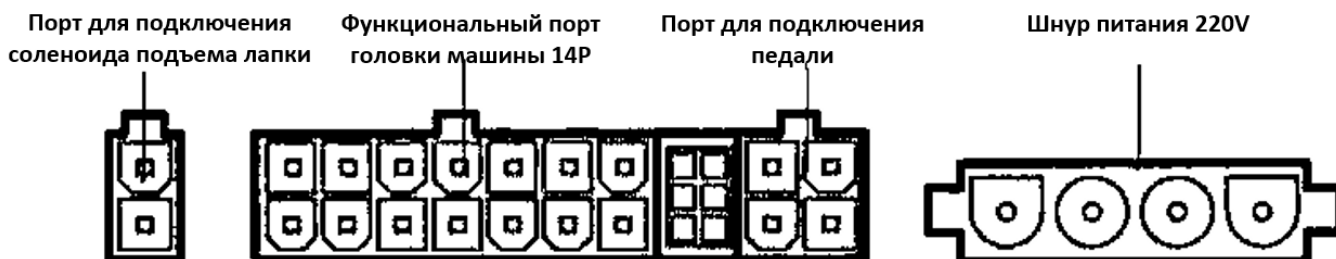 Порт для подключения
соленоида подъема лапки
Функциональный порт
головки машины 14P
Порт для подключения
педали
Шнур питания 220V